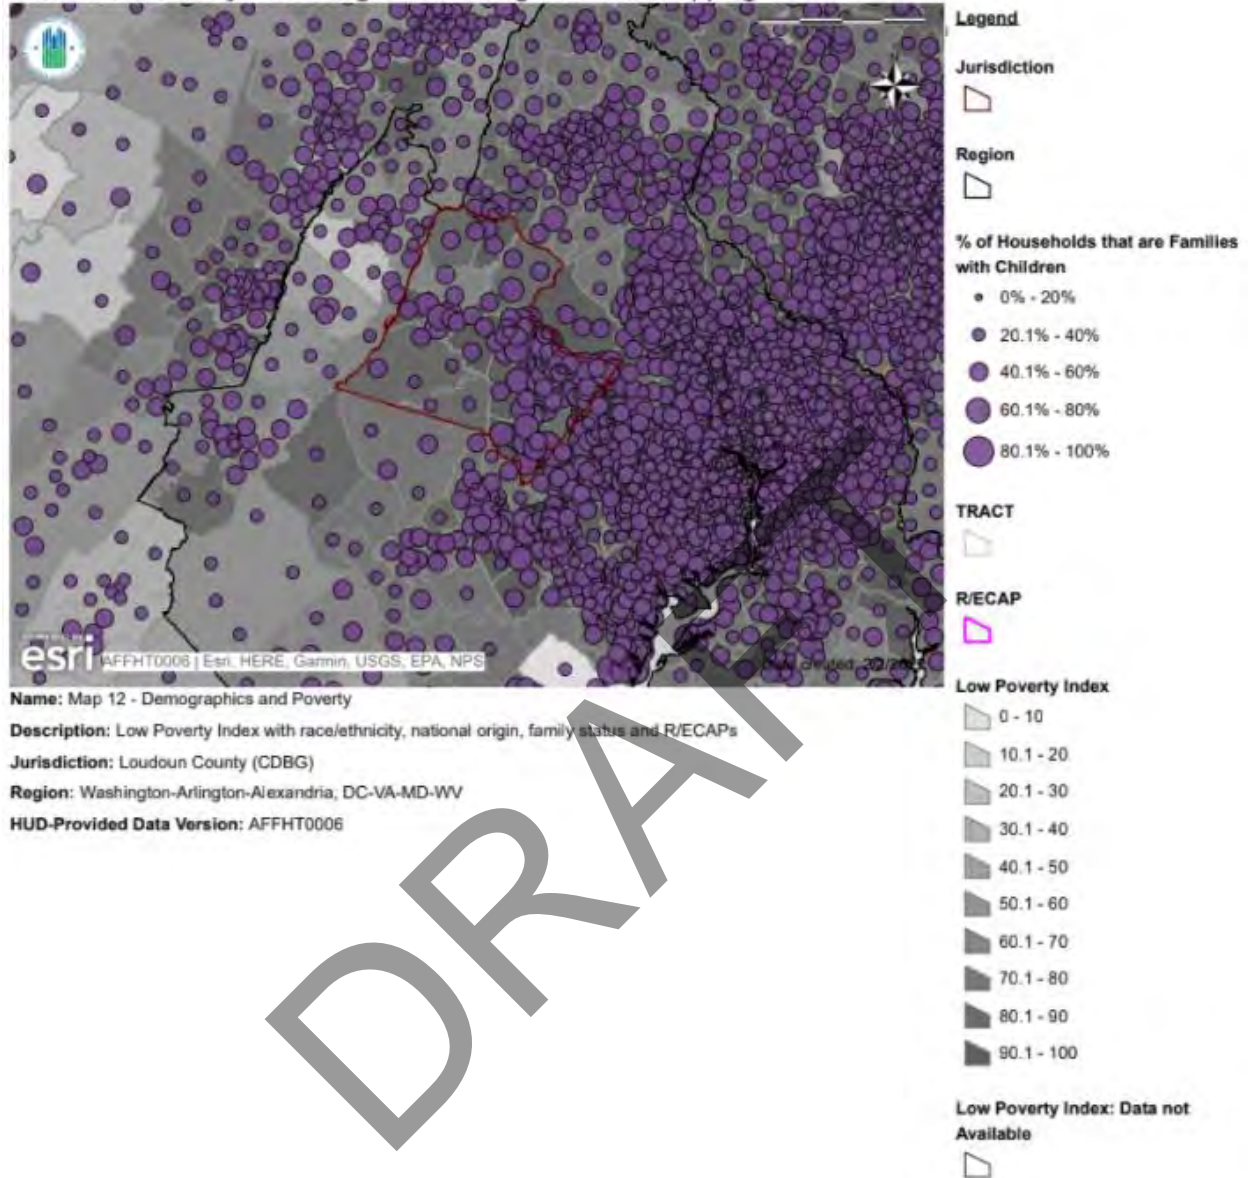 Legend
Jurisdiction
Region
% of Households that are Families
with Children
0% - 20%
20.1% - 40%
40.1% - 60%
60.1% - 80%
80.1% - 100%
TRACT
R/ECAP
Low Poverty Index
0 - 10
10.1 - 20
20.1 - 30
30.1 - 40
40.1 - 50
50.1 - 60
60.1 - 70
70.1 - 80
80.1 - 90
90.1 - 100
Low Poverty Index: Data not
Available
esri
AFFHT0006 | Esri, HERE, Garmin, USGS, EPA, NPS
Name: Map 12 - Demographics and Poverty
Description: Low Poverty Index with race/ethnicity, national origin, family status and R/ECAPs
Jurisdiction: Loudoun County (CDBG)
Region: Washington-Arlington-Alexandria, DC-VA-MD-WV
HUD-Provided Data Version: AFFHT0006
DRAFT